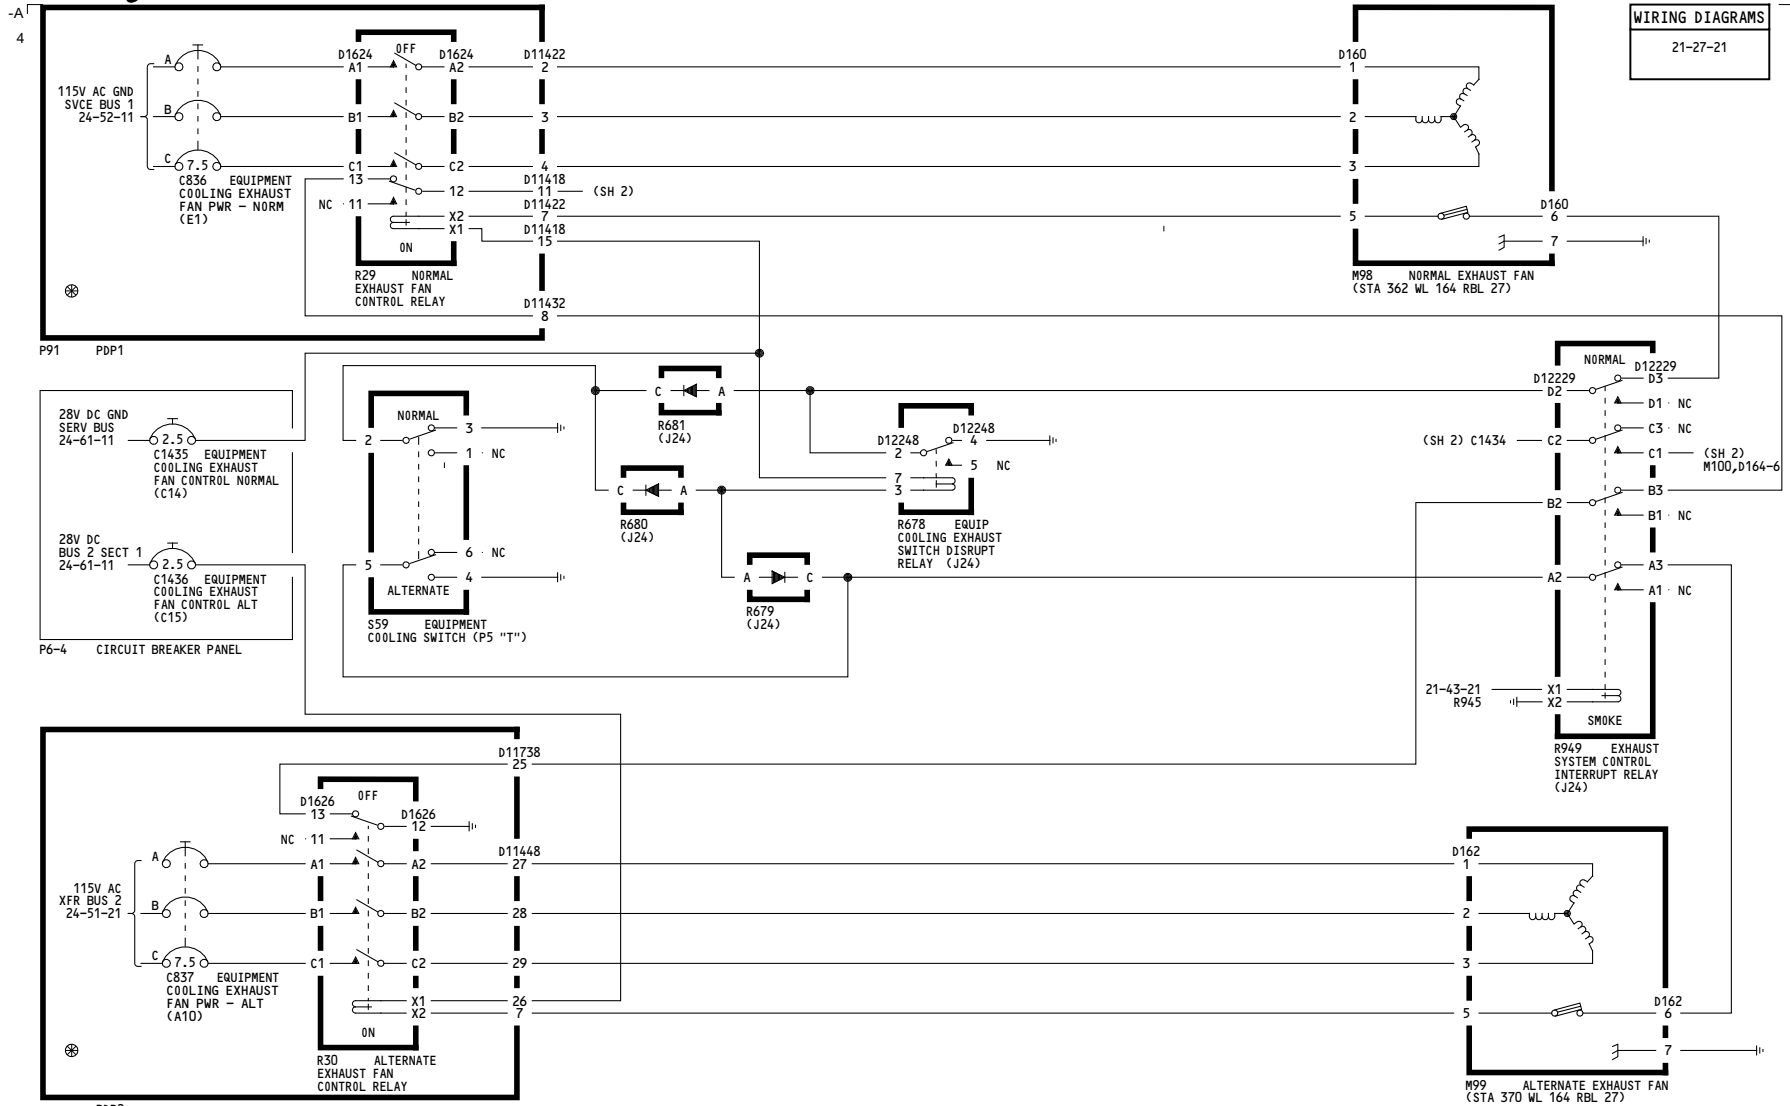 -A
4
WIRING DIAGRAMS
21-27-21
D1624 OFF D1624 D11422
A A1 A2 2
115V AC GND
SVCE BUS 1
24-52-11
B B1 B2 3
C 7.5 C1 C2 4
C836 EQUIPMENT
COOLING EXHAUST
FAN PWR - NORM
(E1)
13 12 D11418
11 (SH 2)
NC 11 D11422
X2 7
X1 D11418
15
ON
R29 NORMAL
EXHAUST FAN
CONTROL RELAY
D11432
8
P91 PDP1
D160
1
2
3
5 D160
6
7
M98 NORMAL EXHAUST FAN
(STA 362 WL 164 RBL 27)
28V DC GND
SERV BUS
24-61-11 2.5
C1435 EQUIPMENT
COOLING EXHAUST
FAN CONTROL NORMAL
(C14)
28V DC
BUS 2 SECT 1
24-61-11 2.5
C1436 EQUIPMENT
COOLING EXHAUST
FAN CONTROL ALT
(C15)
P6-4 CIRCUIT BREAKER PANEL
NORMAL
2 3
1 NC
6 NC
5 4
ALTERNATE
S59 EQUIPMENT
COOLING SWITCH (P5 "T")
C A
R681
(J24)
C A
R680
(J24)
A C
R679
(J24)
D12248 D12248
2 4
5 NC
7
3
R678 EQUIP
COOLING EXHAUST
SWITCH DISRUPT
RELAY (J24)
NORMAL
D12229 D12229
D2 D3
D1 NC
(SH 2) C1434 C2 C3 NC
C1 (SH 2)
M100,D164-6
B2 B3
B1 NC
A2 A3
A1 NC
21-43-21 X1
R945 X2
SMOKE
R949 EXHAUST
SYSTEM CONTROL
INTERRUPT RELAY
(J24)
D11738
25
OFF
D1626 D1626
13 12
NC 11
D11448
A A1 A2 27
115V AC
XFR BUS 2
24-51-21
B B1 B2 28
C 7.5 C1 C2 29
C837 EQUIPMENT
COOLING EXHAUST
FAN PWR - ALT
(A10)
X1 26
X2 7
ON
R30 ALTERNATE
EXHAUST FAN
CONTROL RELAY
D162
1
2
3
5 D162
6
7
M99 ALTERNATE EXHAUST FAN
(STA 370 WL 164 RBL 27)